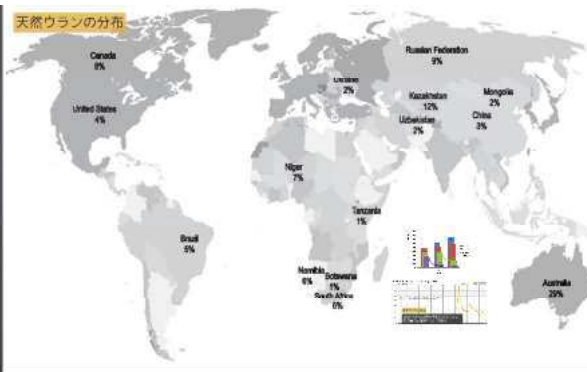 天然ウランの分布
Canada
8%
Russian Federation
9%
Ukraine
2%
United States
4%
Kazakhstan
12%
Mongolia
2%
Uzbekistan
2%
China
3%
Niger
7%
Tanzania
1%
Brazil
5%
Namibia
6%
Botswana
1%
South Africa
6%
Australia
29%